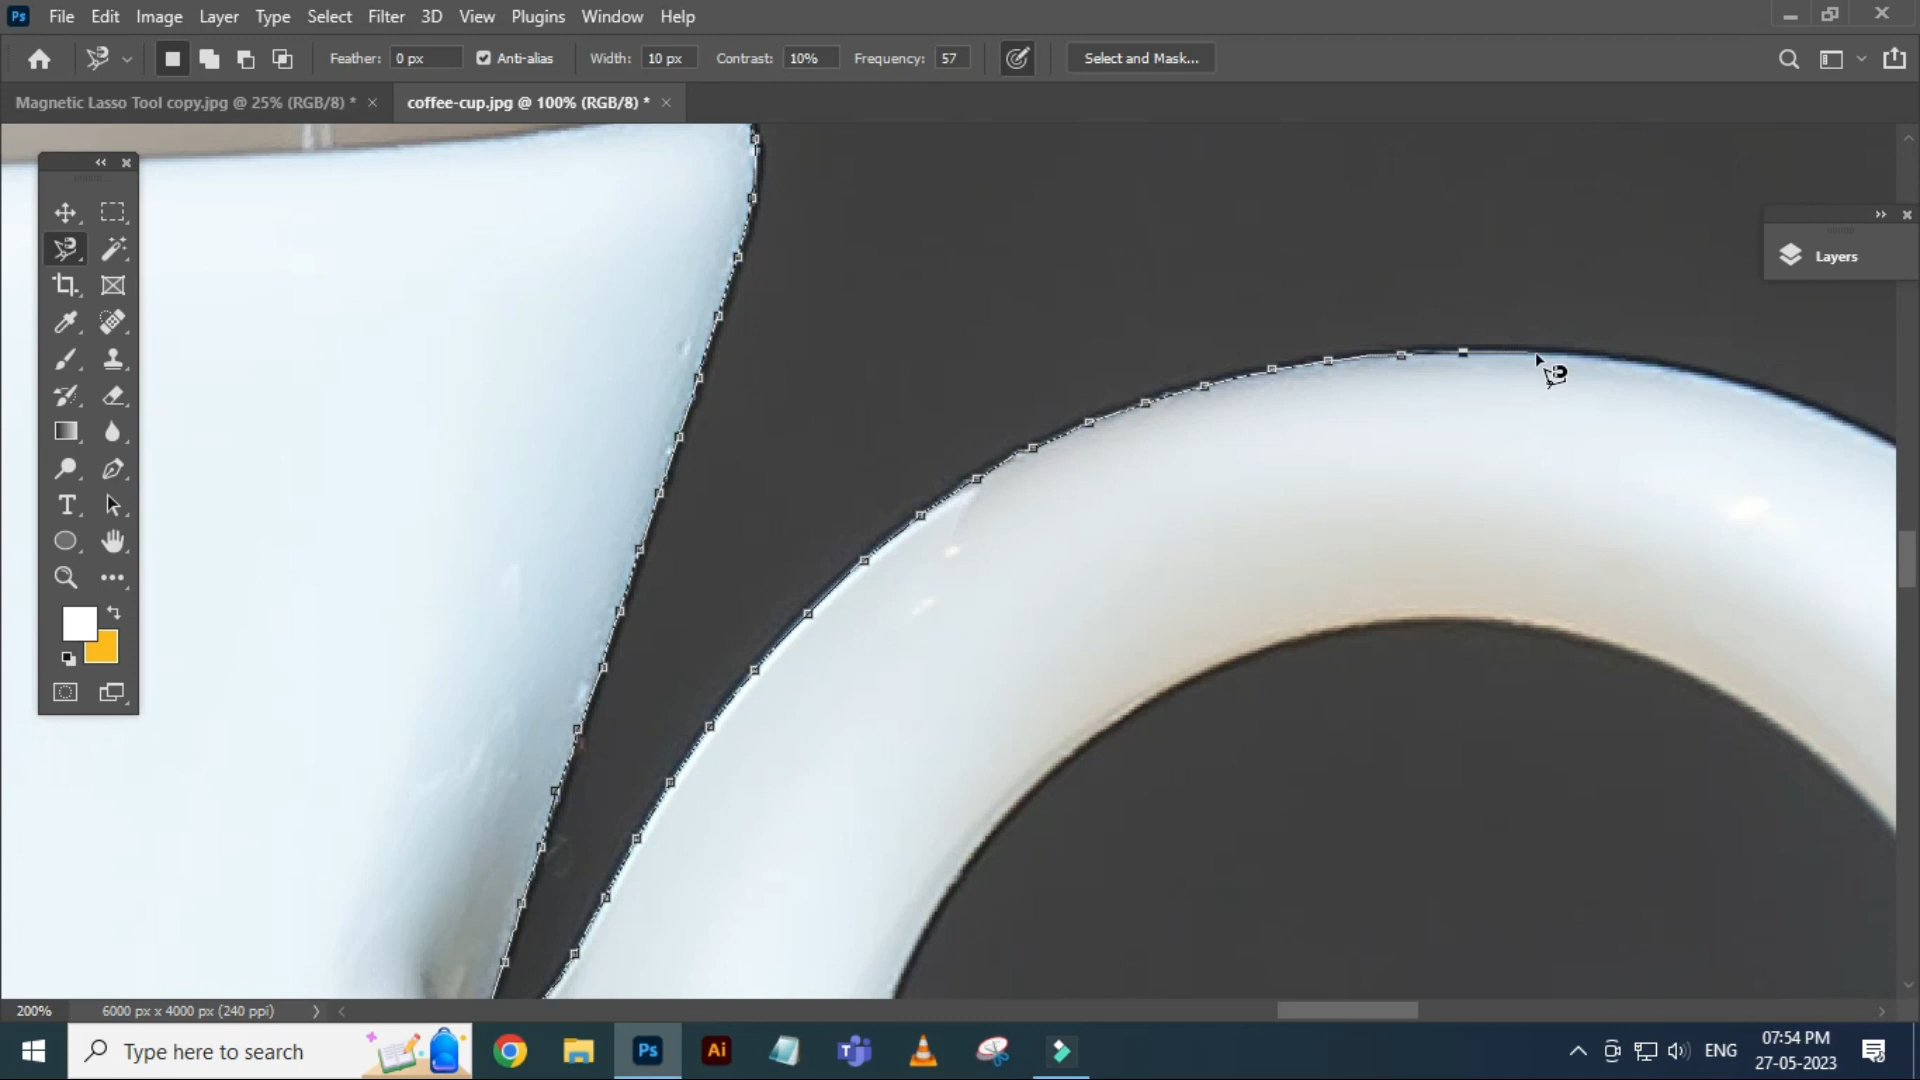 Ps File Edit Image Layer Type Select Filter 3D View Plugins Window Help
Feather: 0 px Anti-alias Width: 10 px Contrast: 10% Frequency: 57 Select and Mask...
Magnetic Lasso Tool copy.jpg @ 25% (RGB/8) * × coffee-cup.jpg @ 100% (RGB/8) * ×
Layers
200% 6000 px x 4000 px (240 ppi)
Type here to search Ps Ai ENG 07:54 PM
27-05-2023